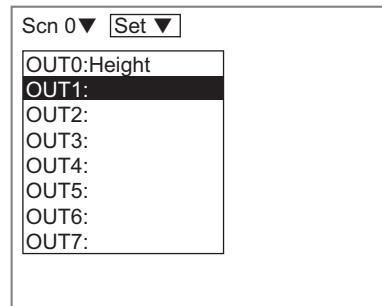 Scn 0▼ Set ▼
OUT0:Height
OUT1:
OUT2:
OUT3:
OUT4:
OUT5:
OUT6:
OUT7: